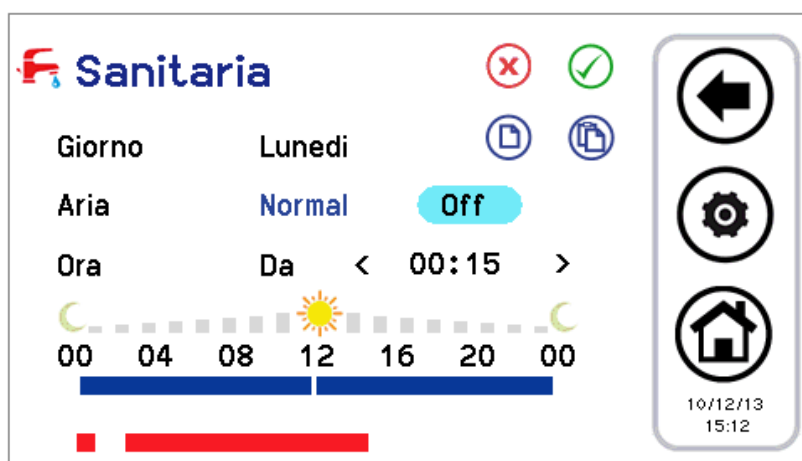 Sanitaria
Giorno Lunedi
Aria Normal Off
Ora Da < 00:15 >
00 04 08 12 16 20 00
10/12/13
15:12